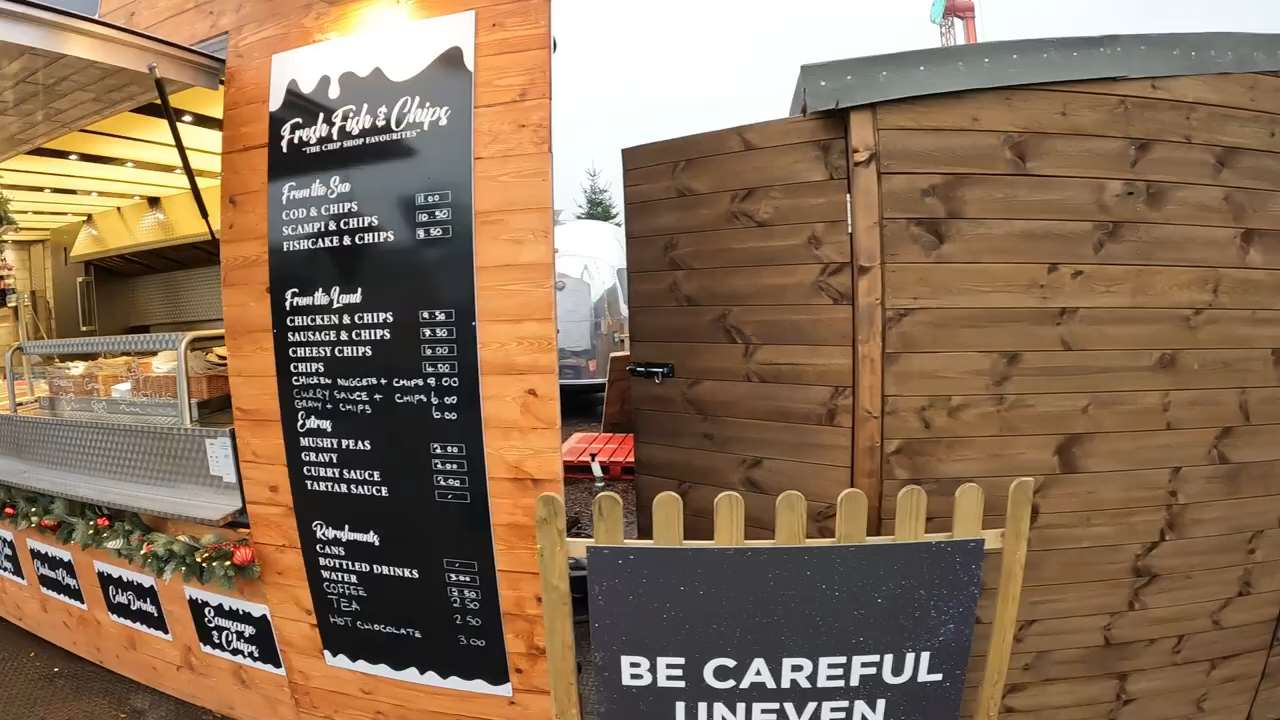 Fresh Fish & Chips
"THE CHIP SHOP FAVOURITES"
From the Sea
COD & CHIPS 11.00
SCAMPI & CHIPS 10.50
FISHCAKE & CHIPS 8.50
From the Land
CHICKEN & CHIPS 9.50
SAUSAGE & CHIPS 7.50
CHEESY CHIPS 6.00
CHIPS 4.00
CHICKEN NUGGETS + CHIPS 8.00
CURRY SAUCE + CHIPS 6.00
GRAVY + CHIPS 6.00
Extras
MUSHY PEAS 2.00
GRAVY 2.00
CURRY SAUCE 2.00
TARTAR SAUCE -
Refreshments
CANS -
BOTTLED DRINKS 3.00
WATER 2.50
COFFEE 2.50
TEA 2.50
HOT CHOCOLATE 3.00
Chicken & Chips
Cold Drinks
Sausage
& Chips
BE CAREFUL
UNEVEN